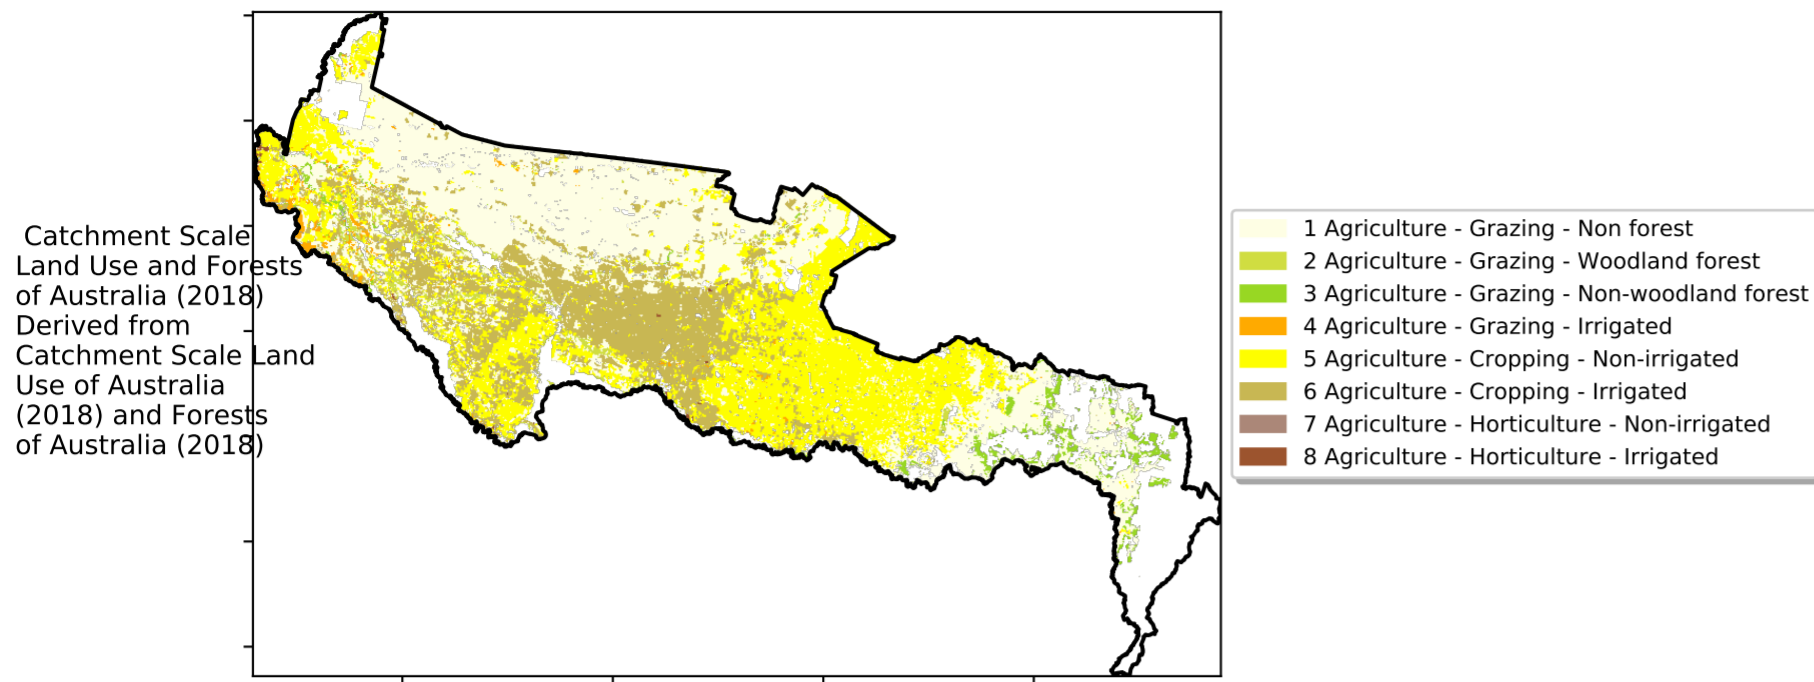 Catchment Scale
Land Use and Forests
of Australia (2018)
Derived from
Catchment Scale Land
Use of Australia
(2018) and Forests
of Australia (2018)
1 Agriculture - Grazing - Non forest
2 Agriculture - Grazing - Woodland forest
3 Agriculture - Grazing - Non-woodland forest
4 Agriculture - Grazing - Irrigated
5 Agriculture - Cropping - Non-irrigated
6 Agriculture - Cropping - Irrigated
7 Agriculture - Horticulture - Non-irrigated
8 Agriculture - Horticulture - Irrigated